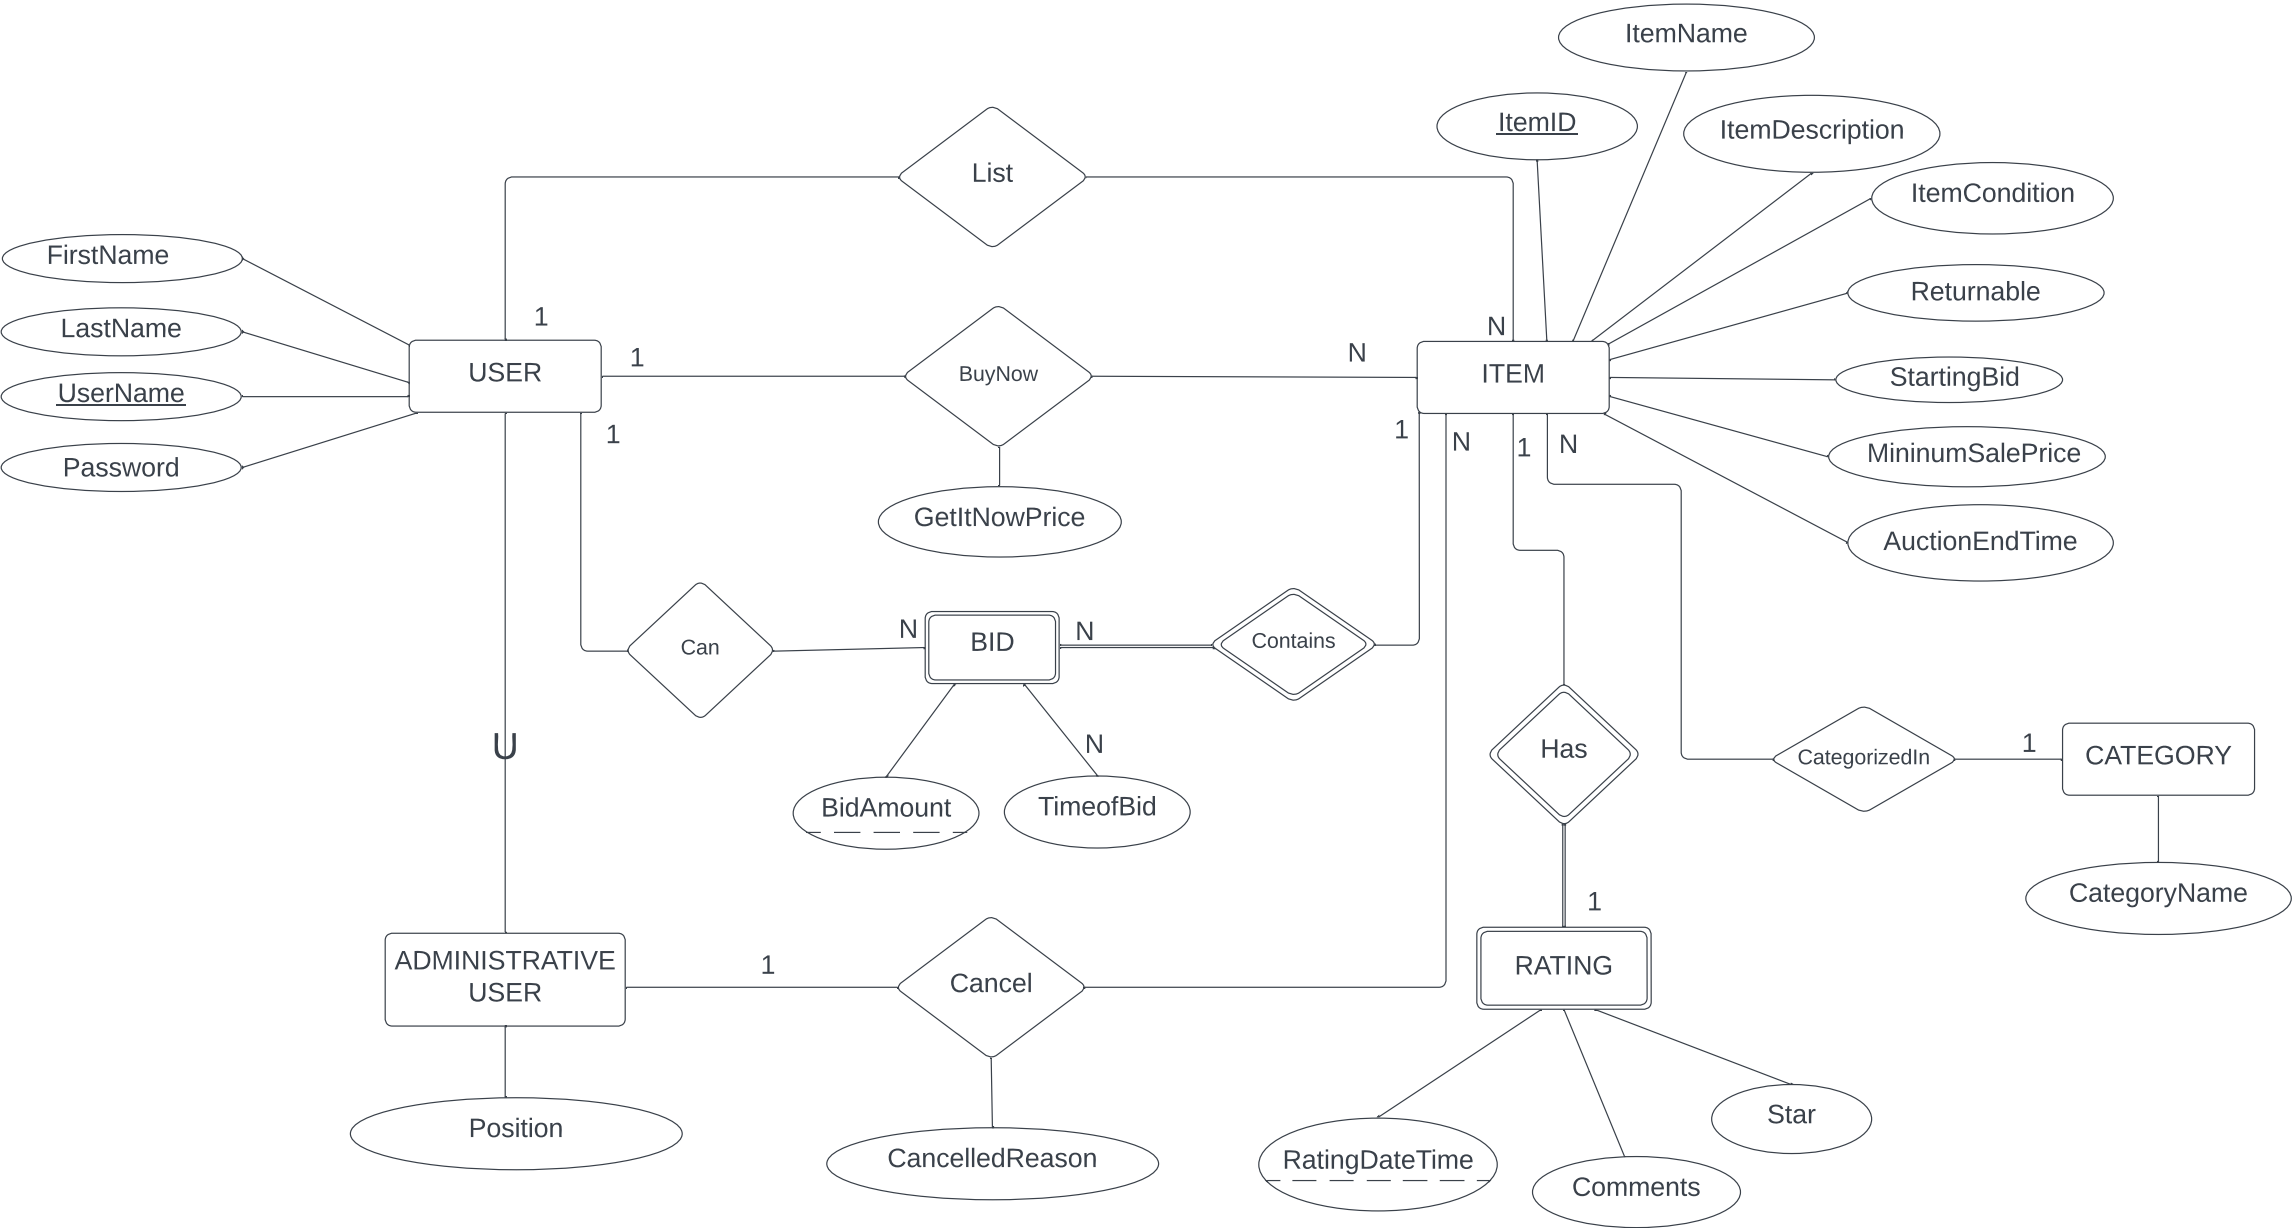 ItemName
ItemID
ItemDescription
List
ItemCondition
FirstName
Returnable
1
N
LastName
1
N
USER
BuyNow
ITEM
StartingBid
UserName
1
1
N
1
N
MininumSalePrice
Password
GetItNowPrice
AuctionEndTime
N
BID
N
Contains
Can
U
N
Has
CategorizedIn
1
CATEGORY
BidAmount
TimeofBid
CategoryName
1
ADMINISTRATIVE
USER
1
Cancel
RATING
Position
Star
CancelledReason
RatingDateTime
Comments